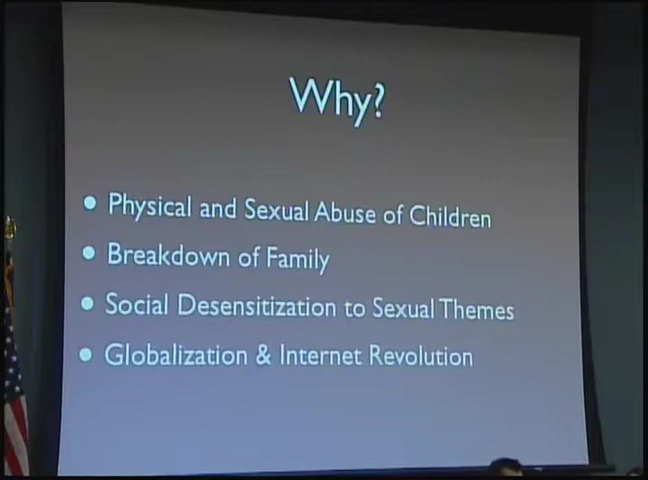 Why?
• Physical and Sexual Abuse of Children
• Breakdown of Family
• Social Desensitization to Sexual Themes
• Globalization & Internet Revolution